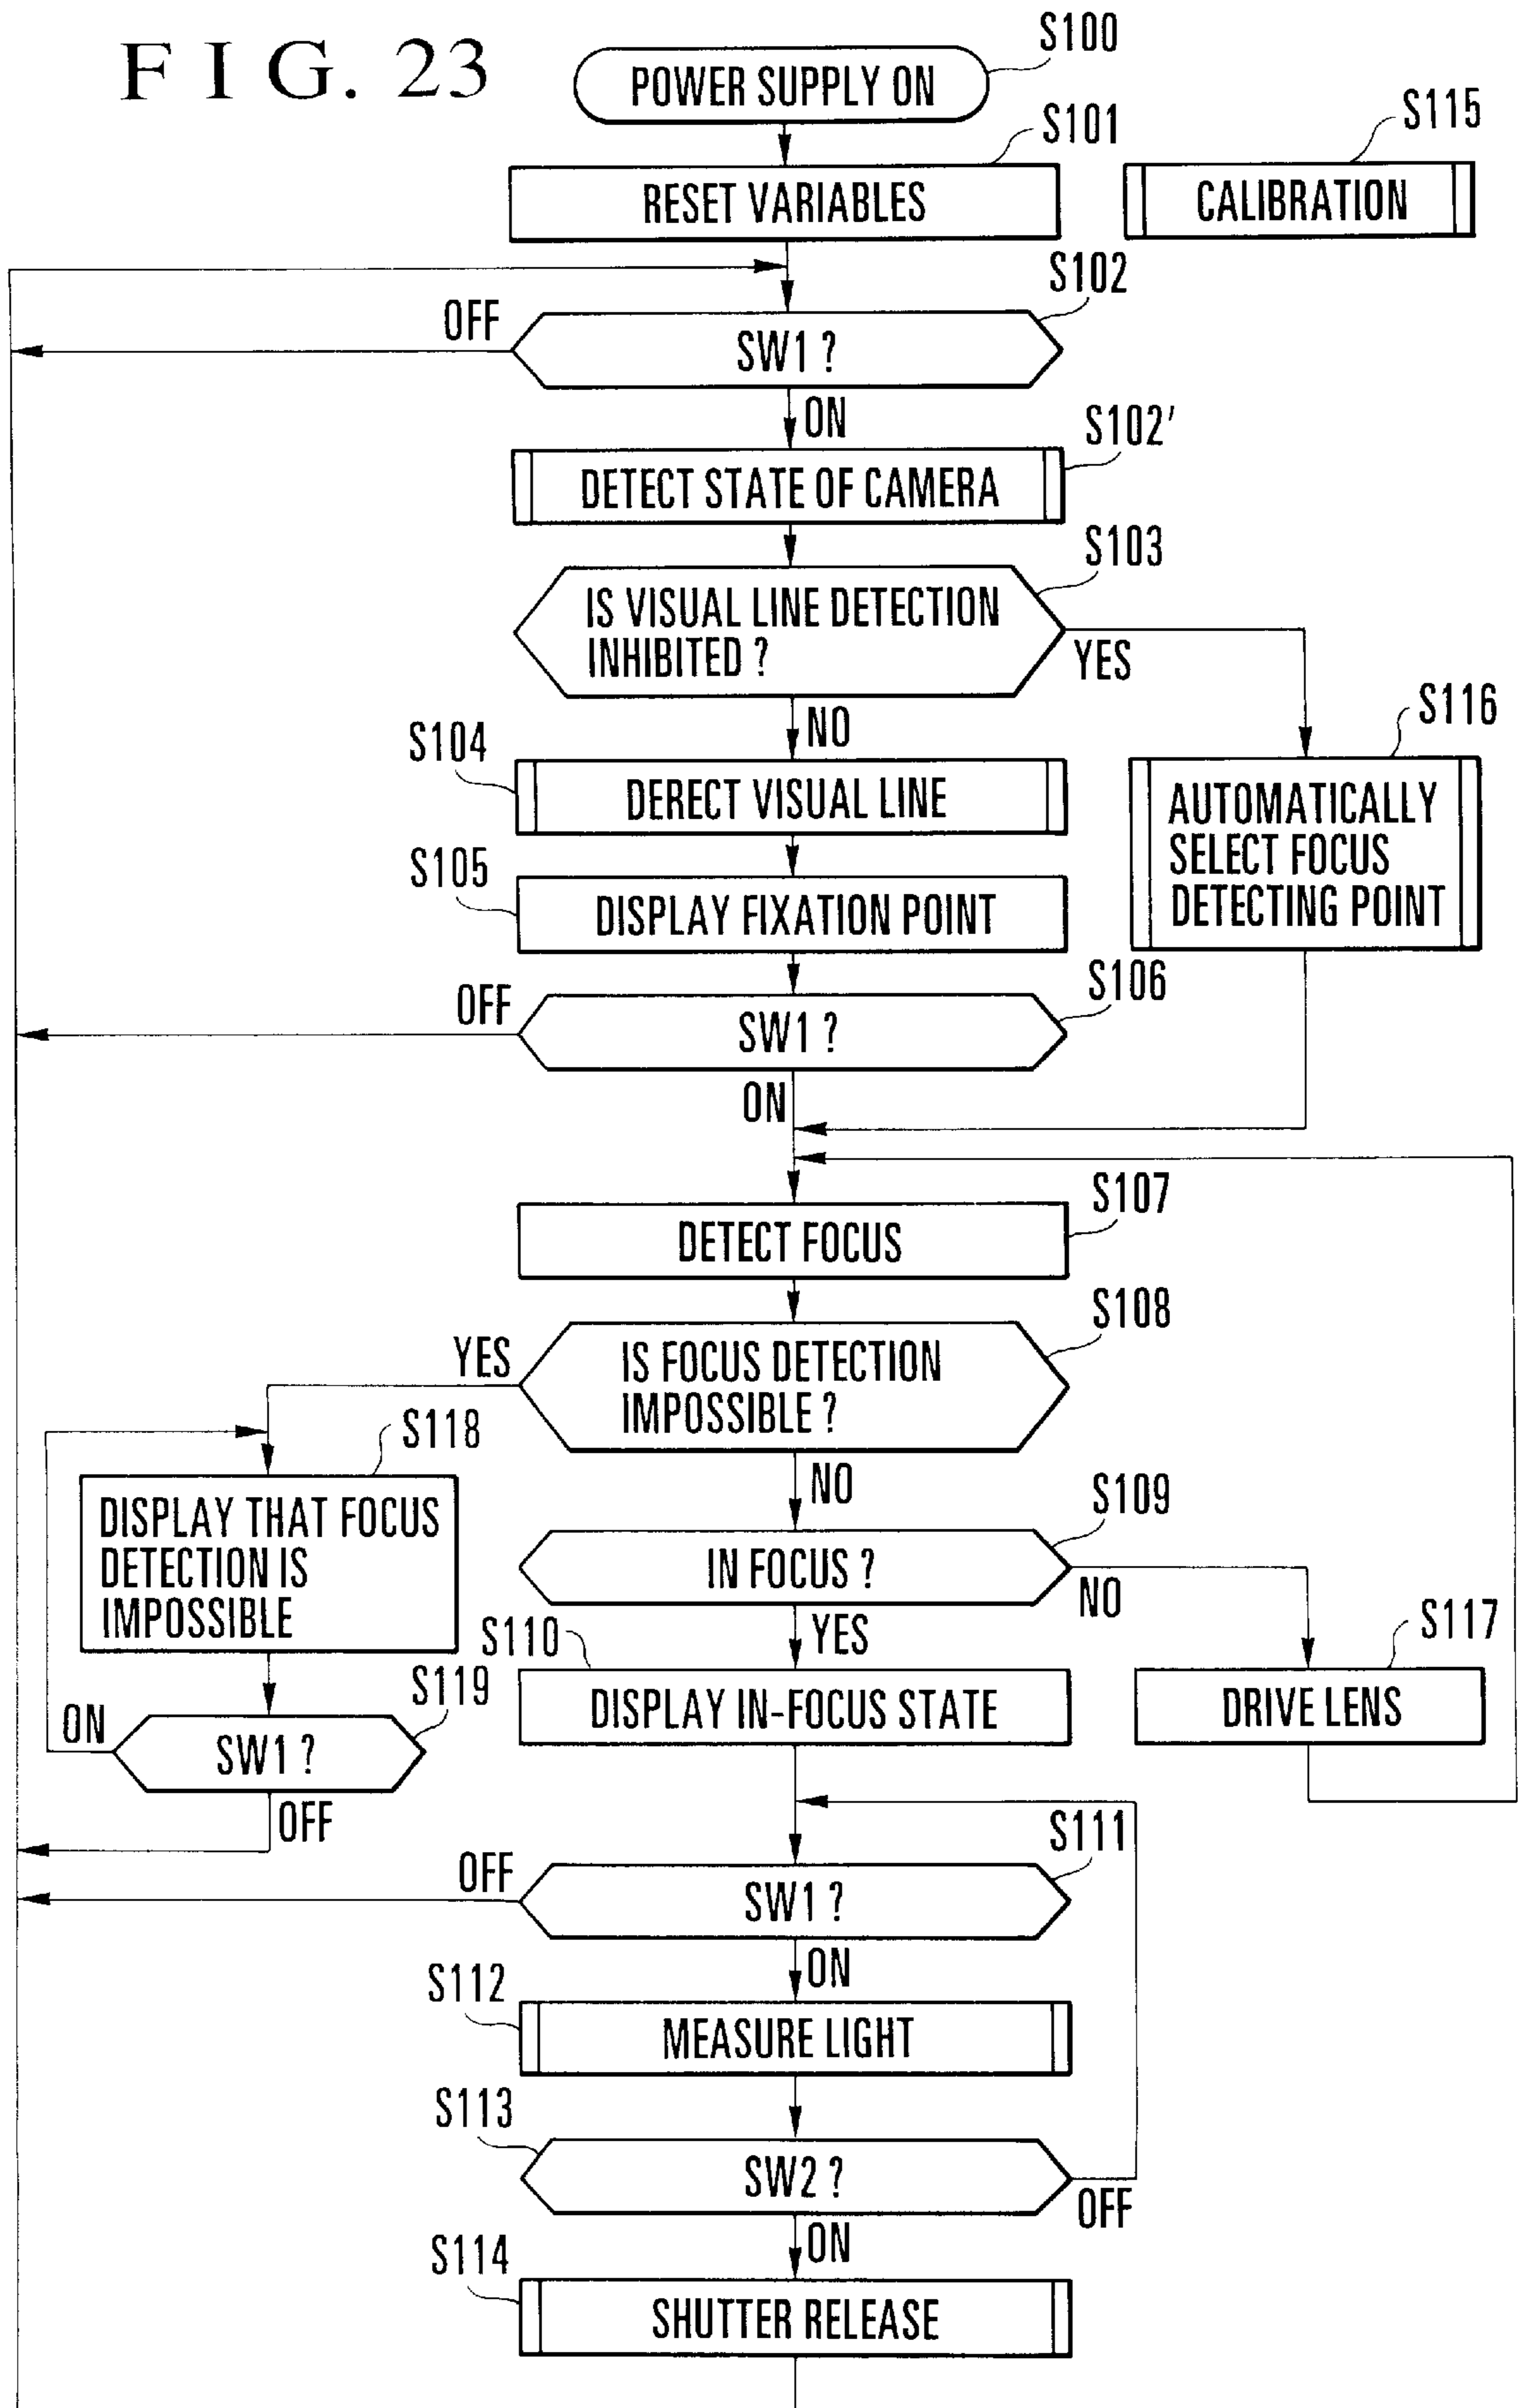 FIG. 23
S100
POWER SUPPLY ON
S101
RESET VARIABLES
S115
CALIBRATION
S102
OFF
SW1 ?
ON
S102'
DETECT STATE OF CAMERA
S103
IS VISUAL LINE DETECTION
INHIBITED ?
YES
NO
S116
AUTOMATICALLY
SELECT FOCUS
DETECTING POINT
S104
DERECT VISUAL LINE
S105
DISPLAY FIXATION POINT
S106
OFF
SW1 ?
ON
S107
DETECT FOCUS
S108
YES
IS FOCUS DETECTION
IMPOSSIBLE ?
NO
S118
DISPLAY THAT FOCUS
DETECTION IS
IMPOSSIBLE
S119
ON
SW1 ?
OFF
S109
IN FOCUS ?
NO
YES
S117
DRIVE LENS
S110
DISPLAY IN-FOCUS STATE
S111
OFF
SW1 ?
ON
S112
MEASURE LIGHT
S113
SW2 ?
OFF
ON
S114
SHUTTER RELEASE